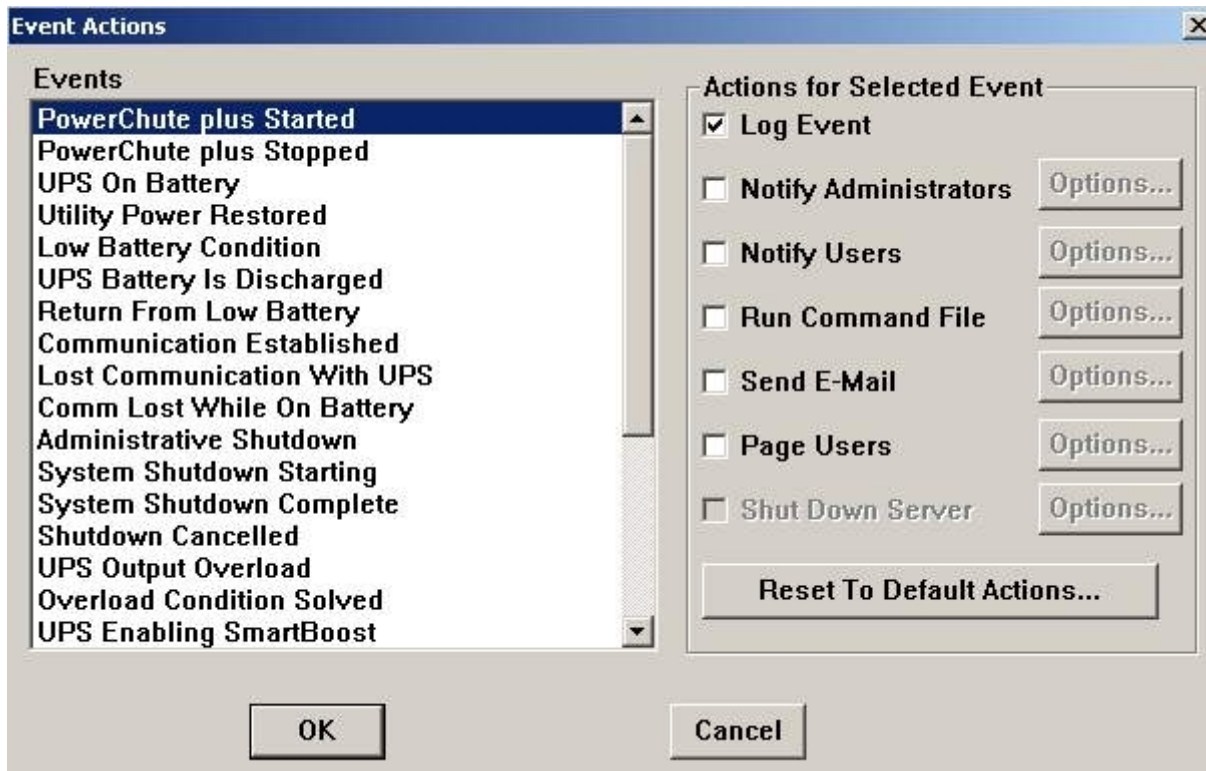 Event Actions
Events
PowerChute plus Started
PowerChute plus Stopped
UPS On Battery
Utility Power Restored
Low Battery Condition
UPS Battery Is Discharged
Return From Low Battery
Communication Established
Lost Communication With UPS
Comm Lost While On Battery
Administrative Shutdown
System Shutdown Starting
System Shutdown Complete
Shutdown Cancelled
UPS Output Overload
Overload Condition Solved
UPS Enabling SmartBoost
Actions for Selected Event
Log Event
Notify Administrators Options...
Notify Users Options...
Run Command File Options...
Send E-Mail Options...
Page Users Options...
Shut Down Server Options...
Reset To Default Actions...
OK
Cancel